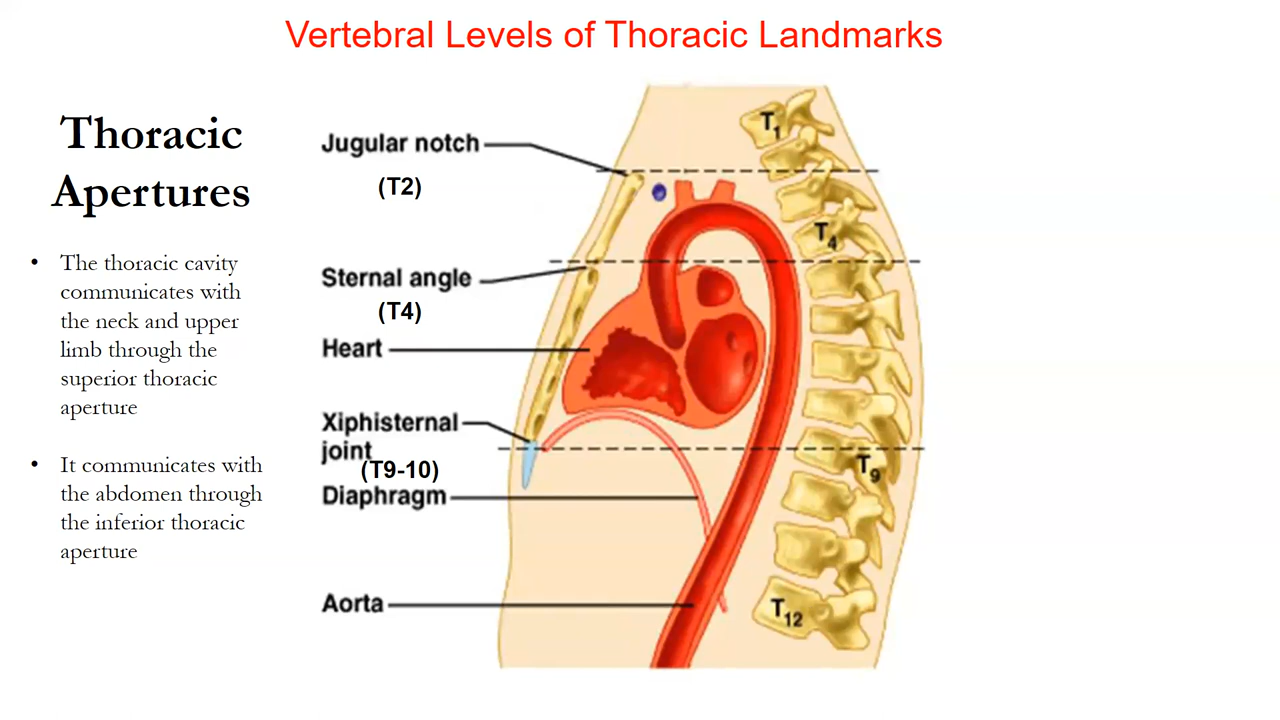 Vertebral Levels of Thoracic Landmarks
Thoracic
Apertures
• The thoracic cavity
communicates with
the neck and upper
limb through the
superior thoracic
aperture
• It communicates with
the abdomen through
the inferior thoracic
aperture
Jugular notch
(T2)
Sternal angle
(T4)
Heart
Xiphisternal
joint
(T9-10)
Diaphragm
Aorta
T1
T4
T9
T12